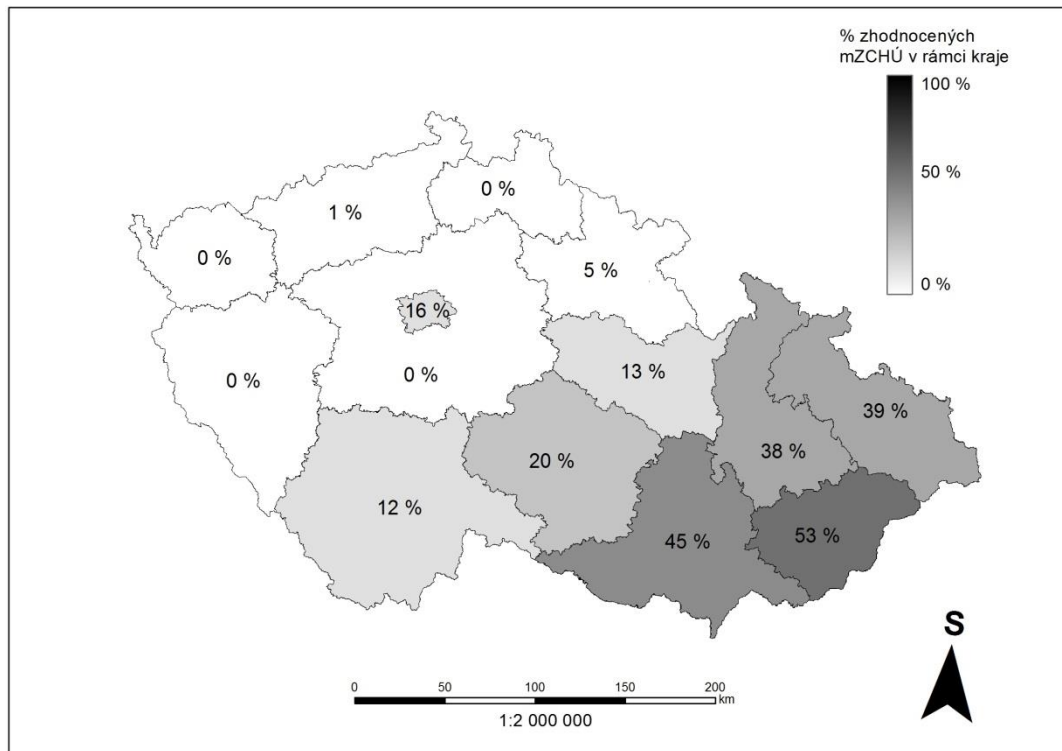 % zhodnocených
mZCHÚ v rámci kraje
100 %
50 %
0 %
0 %
1 %
0 %
5 %
16 %
0 %
0 %
13 %
39 %
38 %
20 %
12 %
45 %
53 %
S
0 50 100 150 200
km
1:2 000 000